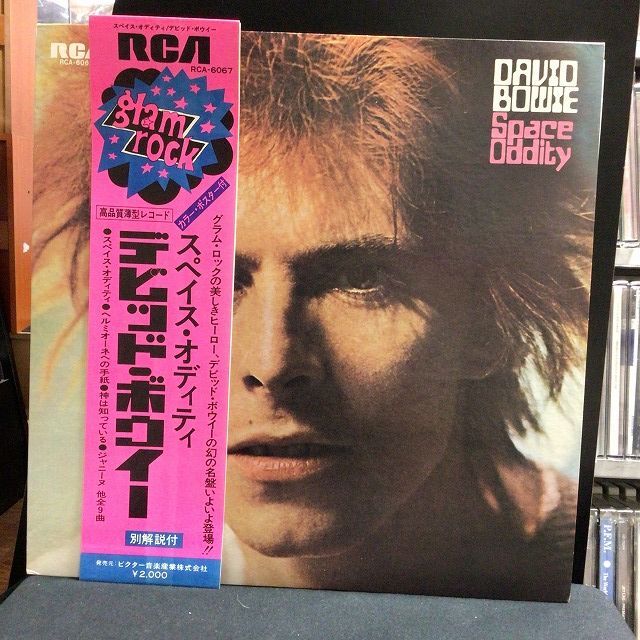 スペイス・オディティ/デビッド・ボウイー
RCA
RCA-6067
glam
rock
カラー・ポスター付
高品質薄型レコード
グラム・ロックの美しきヒーロー、デビッド・ボウイーの幻の名盤いよいよ登場!!
スペイス・オディティ
デビッド・ボウイー
●スペイス・オディティ●ヘルミオーネへの手紙●神は知っている●ジャニーヌ 他全9曲
別解説付
発売元:ビクター音楽産業株式会社
¥2,000
RCA
RCA-606
DAVID
BOWIE
Space
Oddity
P.F.M.